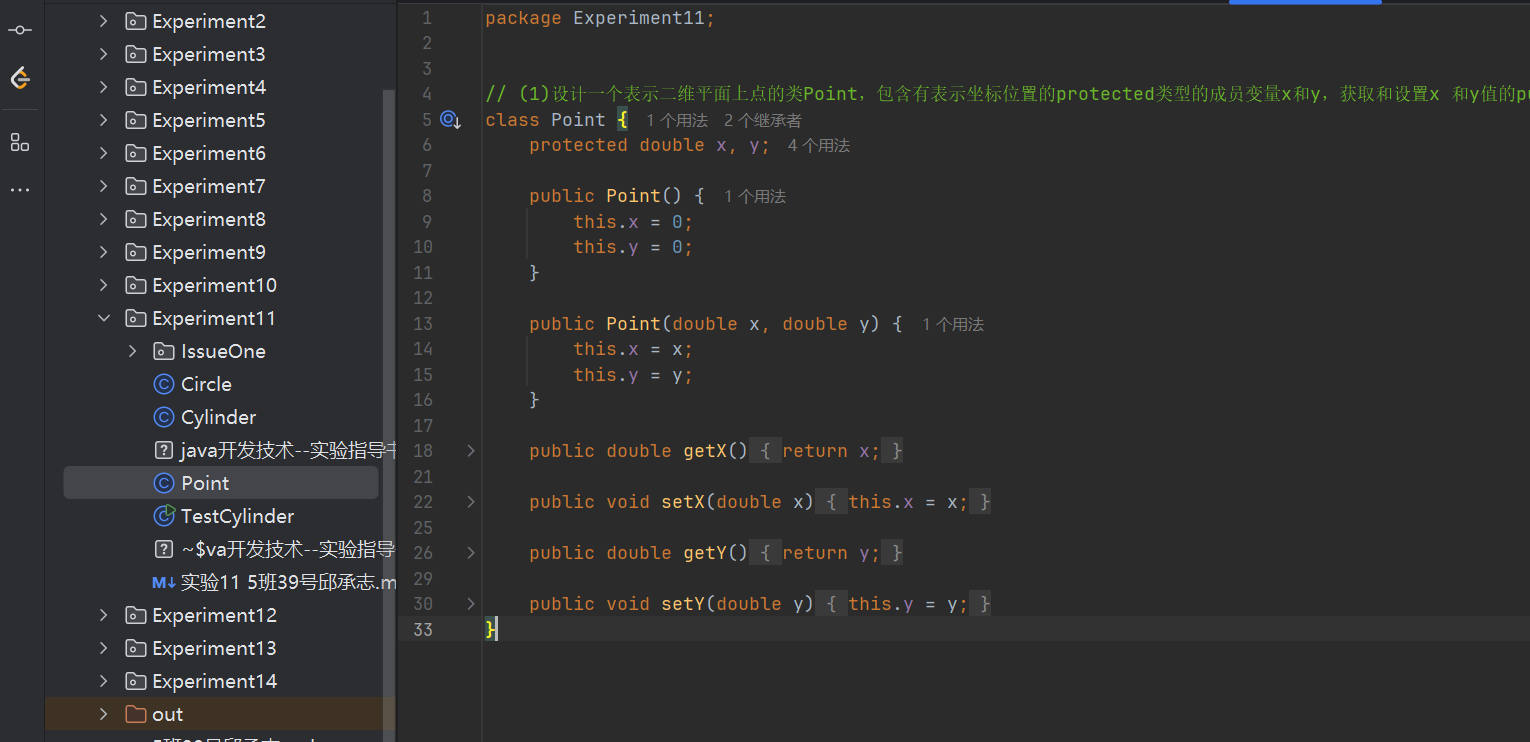 Experiment2
Experiment3
Experiment4
Experiment5
Experiment6
Experiment7
Experiment8
Experiment9
Experiment10
Experiment11
IssueOne
Circle
Cylinder
java开发技术--实验指导
Point
TestCylinder
~$va开发技术--实验指导
M↓ 实验11 5班39号邱承志.m
Experiment12
Experiment13
Experiment14
out
1 package Experiment11;
2
3
4 // (1)设计一个表示二维平面上点的类Point，包含有表示坐标位置的protected类型的成员变量x和y，获取和设置x 和y值的pu
5 class Point { 1 个用法 2 个继承者
6 protected double x, y; 4 个用法
7
8 public Point() { 1 个用法
9 this.x = 0;
10 this.y = 0;
11 }
12
13 public Point(double x, double y) { 1 个用法
14 this.x = x;
15 this.y = y;
16 }
17
18 public double getX() { return x; }
21
22 public void setX(double x) { this.x = x; }
25
26 public double getY() { return y; }
29
30 public void setY(double y) { this.y = y; }
33 }